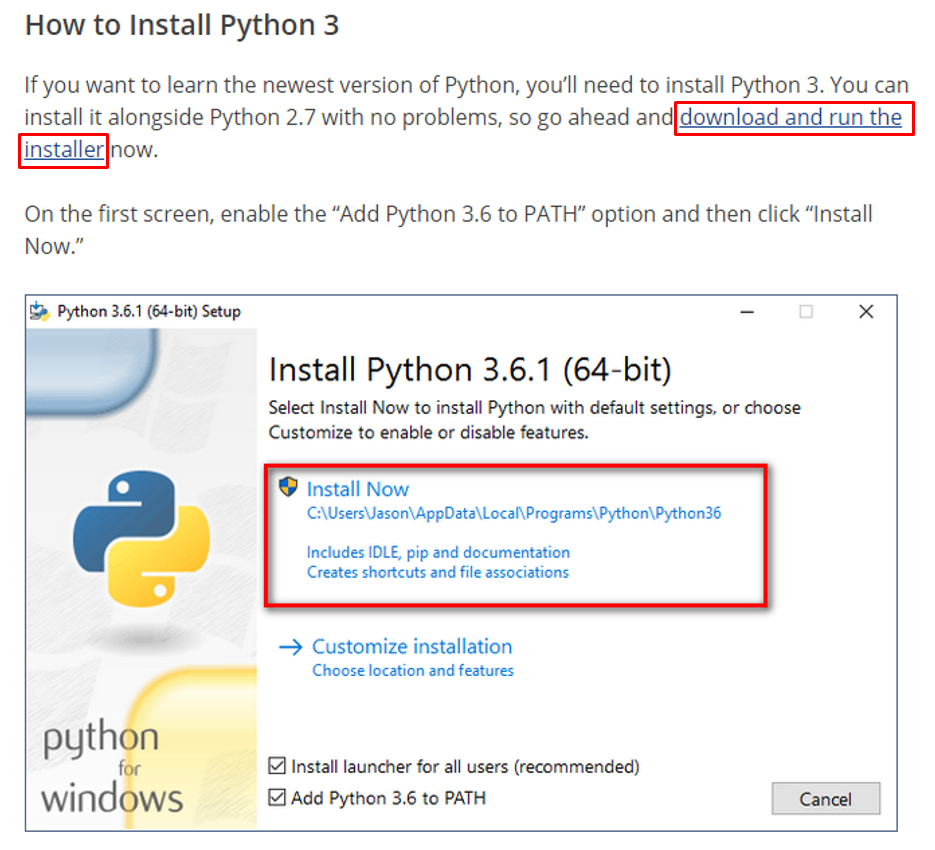 How to Install Python 3
If you want to learn the newest version of Python, you’ll need to install Python 3. You can
install it alongside Python 2.7 with no problems, so go ahead and download and run the
installer now.
On the first screen, enable the “Add Python 3.6 to PATH” option and then click “Install
Now.”
Python 3.6.1 (64-bit) Setup
Install Python 3.6.1 (64-bit)
Select Install Now to install Python with default settings, or choose
Customize to enable or disable features.
Install Now
C:\Users\Jason\AppData\Local\Programs\Python\Python36
Includes IDLE, pip and documentation
Creates shortcuts and file associations
Customize installation
Choose location and features
python
for
windows
Install launcher for all users (recommended)
Add Python 3.6 to PATH
Cancel